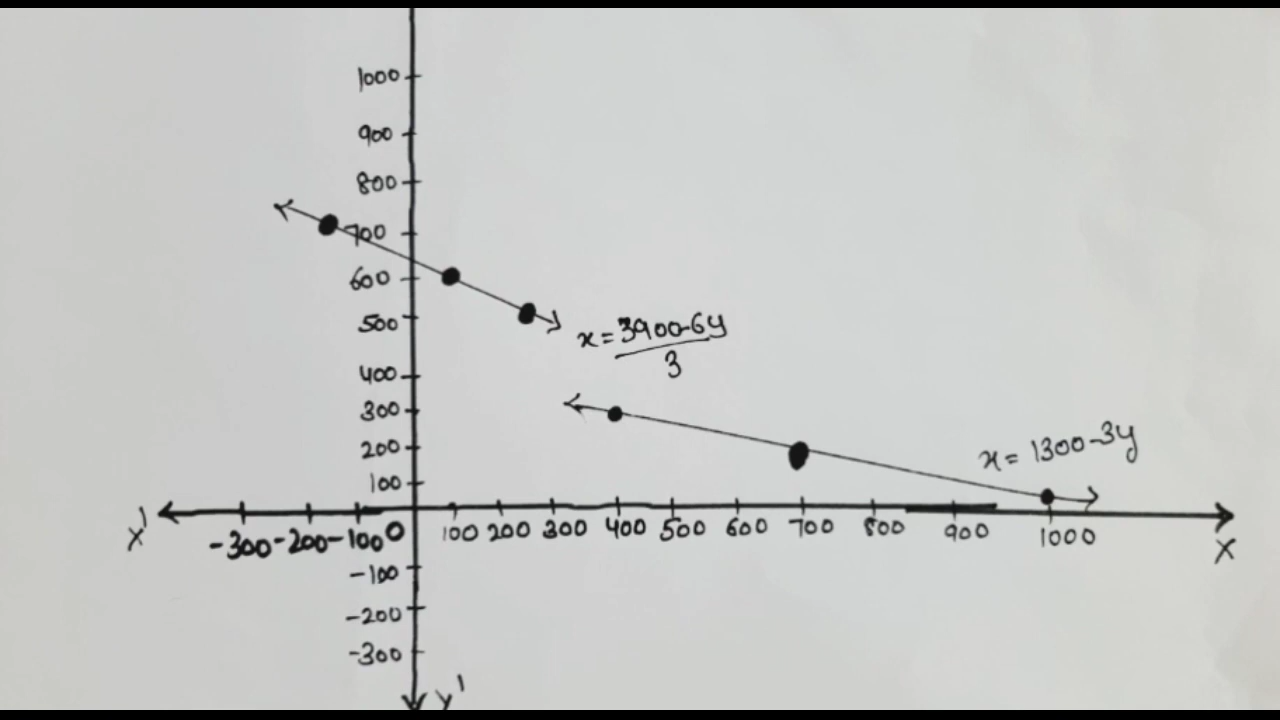 1000
900
800
700
600
500
x = 3900-6y
3
400
300
200
x = 1300-3y
100
X'
-300 -200 -100 0 100 200 300 400 500 600 700 800 900 1000
X
-100
-200
-300
y'